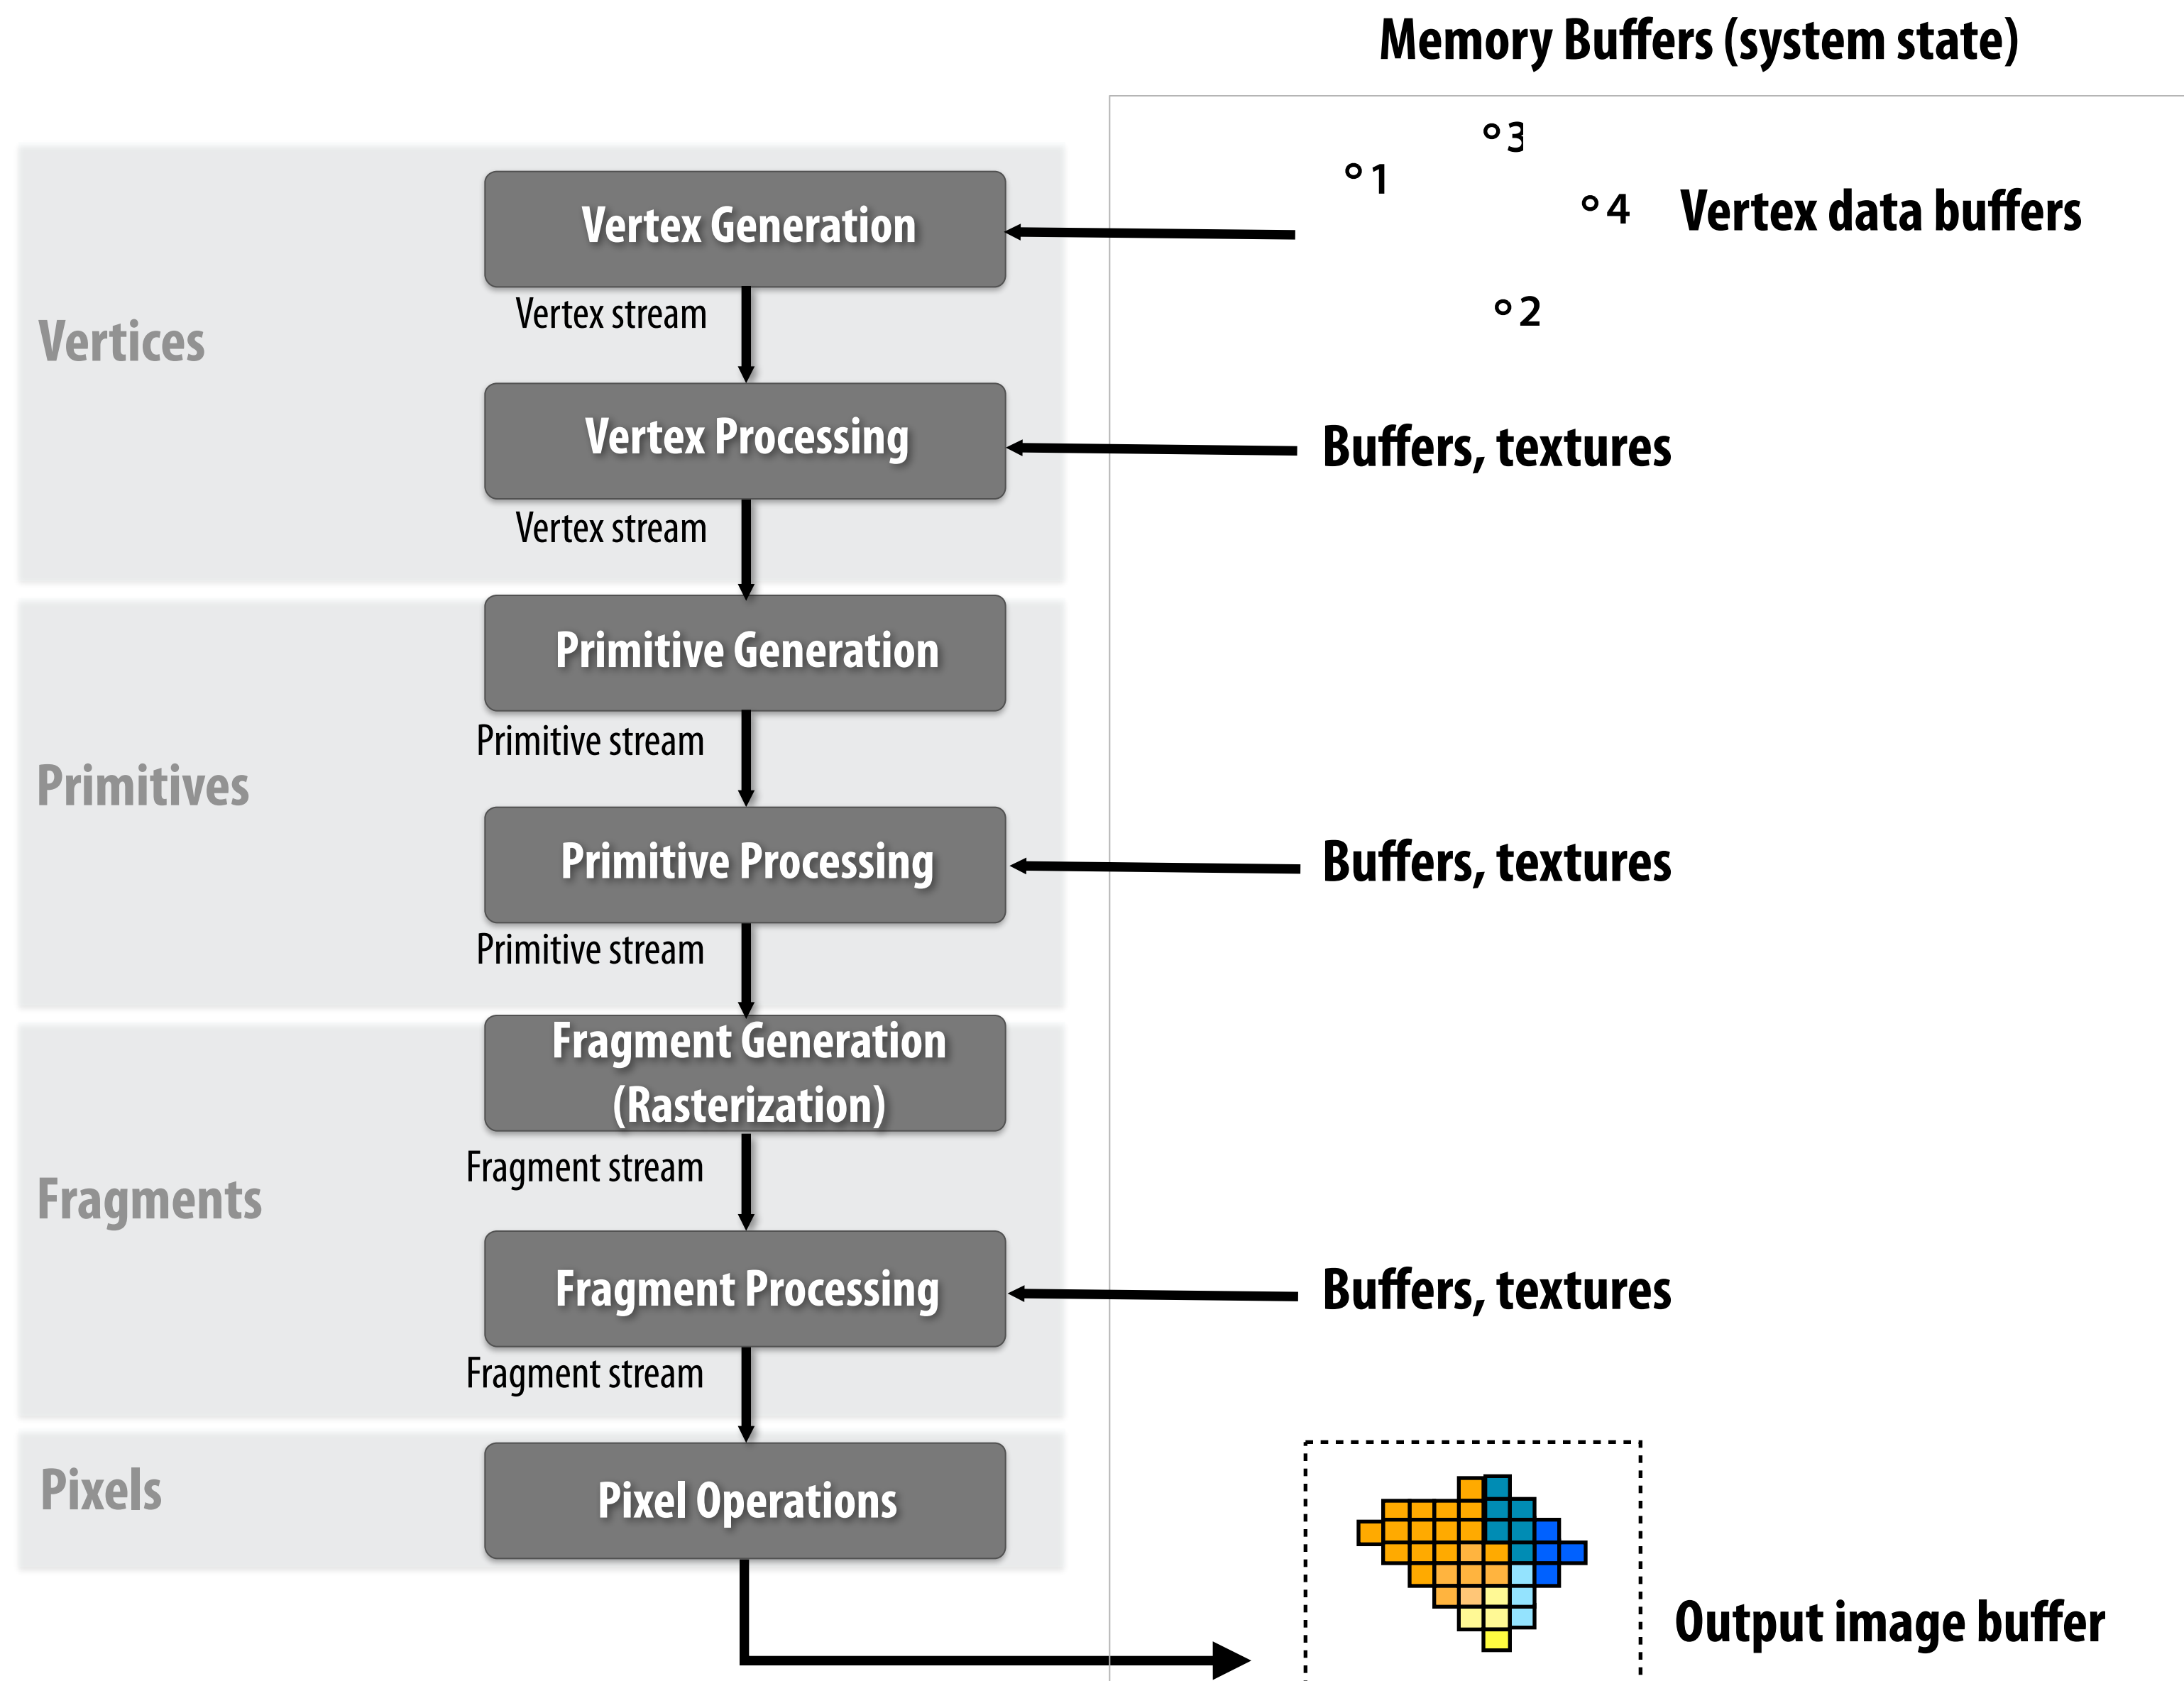 Memory Buffers (system state)
3
1
4
Vertex data buffers
2
Vertices
Vertex Generation
Vertex stream
Vertex Processing
Buffers, textures
Vertex stream
Primitives
Primitive Generation
Primitive stream
Primitive Processing
Buffers, textures
Primitive stream
Fragments
Fragment Generation
(Rasterization)
Fragment stream
Fragment Processing
Buffers, textures
Fragment stream
Pixels
Pixel Operations
Output image buffer